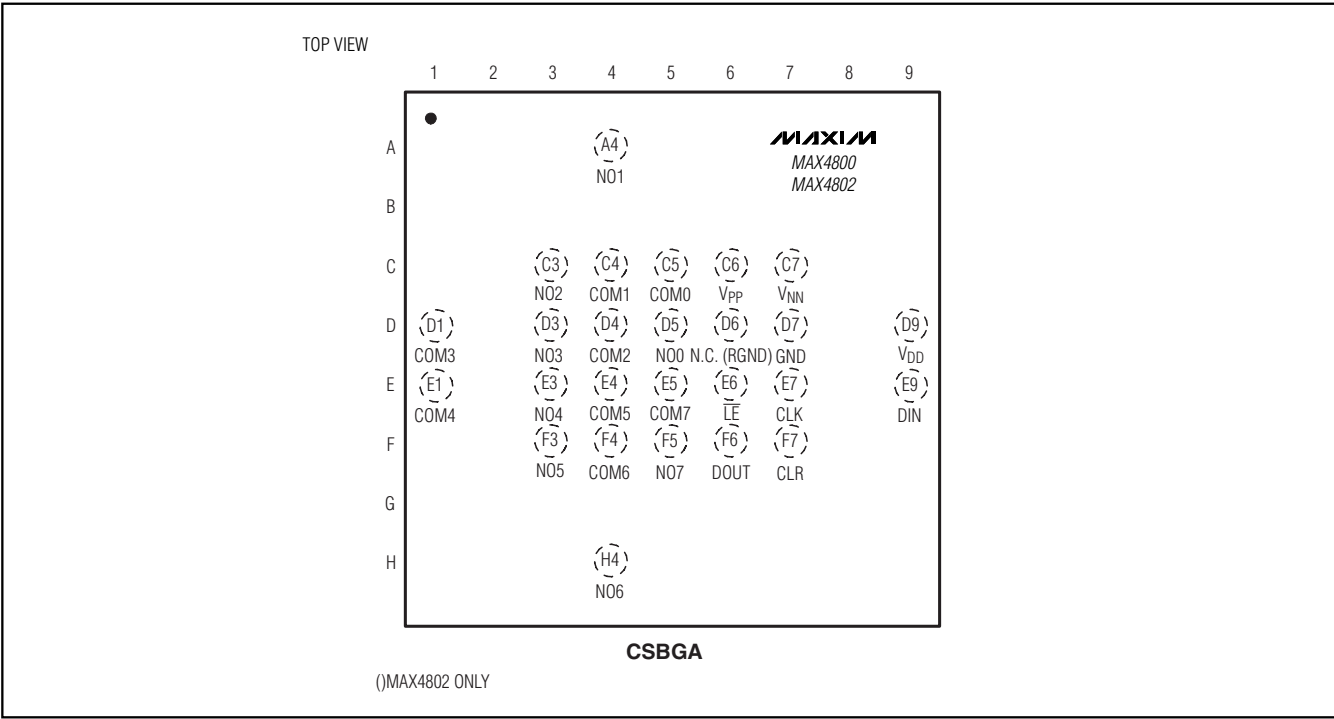 TOP VIEW
1 2 3 4 5 6 7 8 9
A A4 MAXIM
NO1 MAX4800
MAX4802
B
C C3 C4 C5 C6 C7
NO2 COM1 COM0 VPP VNN
D D1 D3 D4 D5 D6 D7 D9
COM3 NO3 COM2 NO0 N.C. (RGND) GND VDD
E E1 E3 E4 E5 E6 E7 E9
COM4 NO4 COM5 COM7 L̅E̅ CLK DIN
F F3 F4 F5 F6 F7
NO5 COM6 NO7 DOUT CLR
G
H H4
NO6
CSBGA
()MAX4802 ONLY